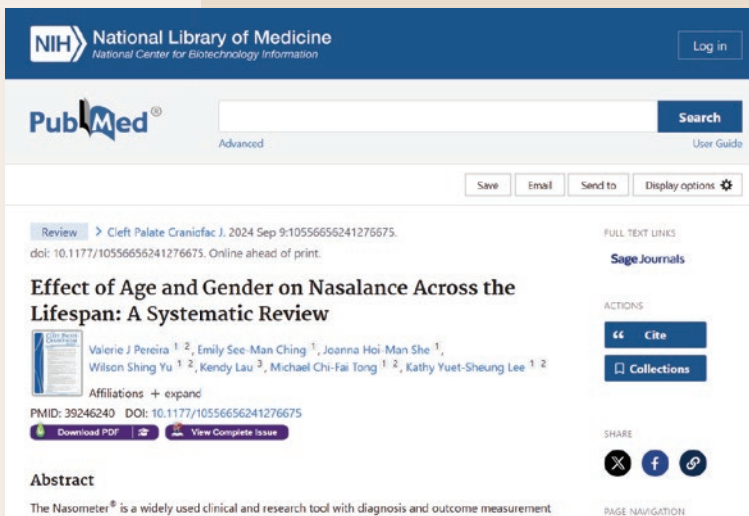 NIH National Library of Medicine
National Center for Biotechnology Information
Log in
PubMed®
Search
Advanced
User Guide
Save Email Send to Display options
Review > Cleft Palate Craniofac J. 2024 Sep 9:10556656241276675.
doi: 10.1177/10556656241276675. Online ahead of print.
Effect of Age and Gender on Nasalance Across the
Lifespan: A Systematic Review
Valerie J Pereira 1 2, Emily See-Man Ching 1, Joanna Hoi-Man She 1,
Wilson Shing Yu 1 2, Kendy Lau 3, Michael Chi-Fai Tong 1 2, Kathy Yuet-Sheung Lee 1 2
Affiliations + expand
PMID: 39246240 DOI: 10.1177/10556656241276675
Download PDF View Complete Issue
Abstract
The Nasometer® is a widely used clinical and research tool with diagnosis and outcome measurement
FULL TEXT LINKS
Sage Journals
ACTIONS
Cite
Collections
SHARE
PAGE NAVIGATION